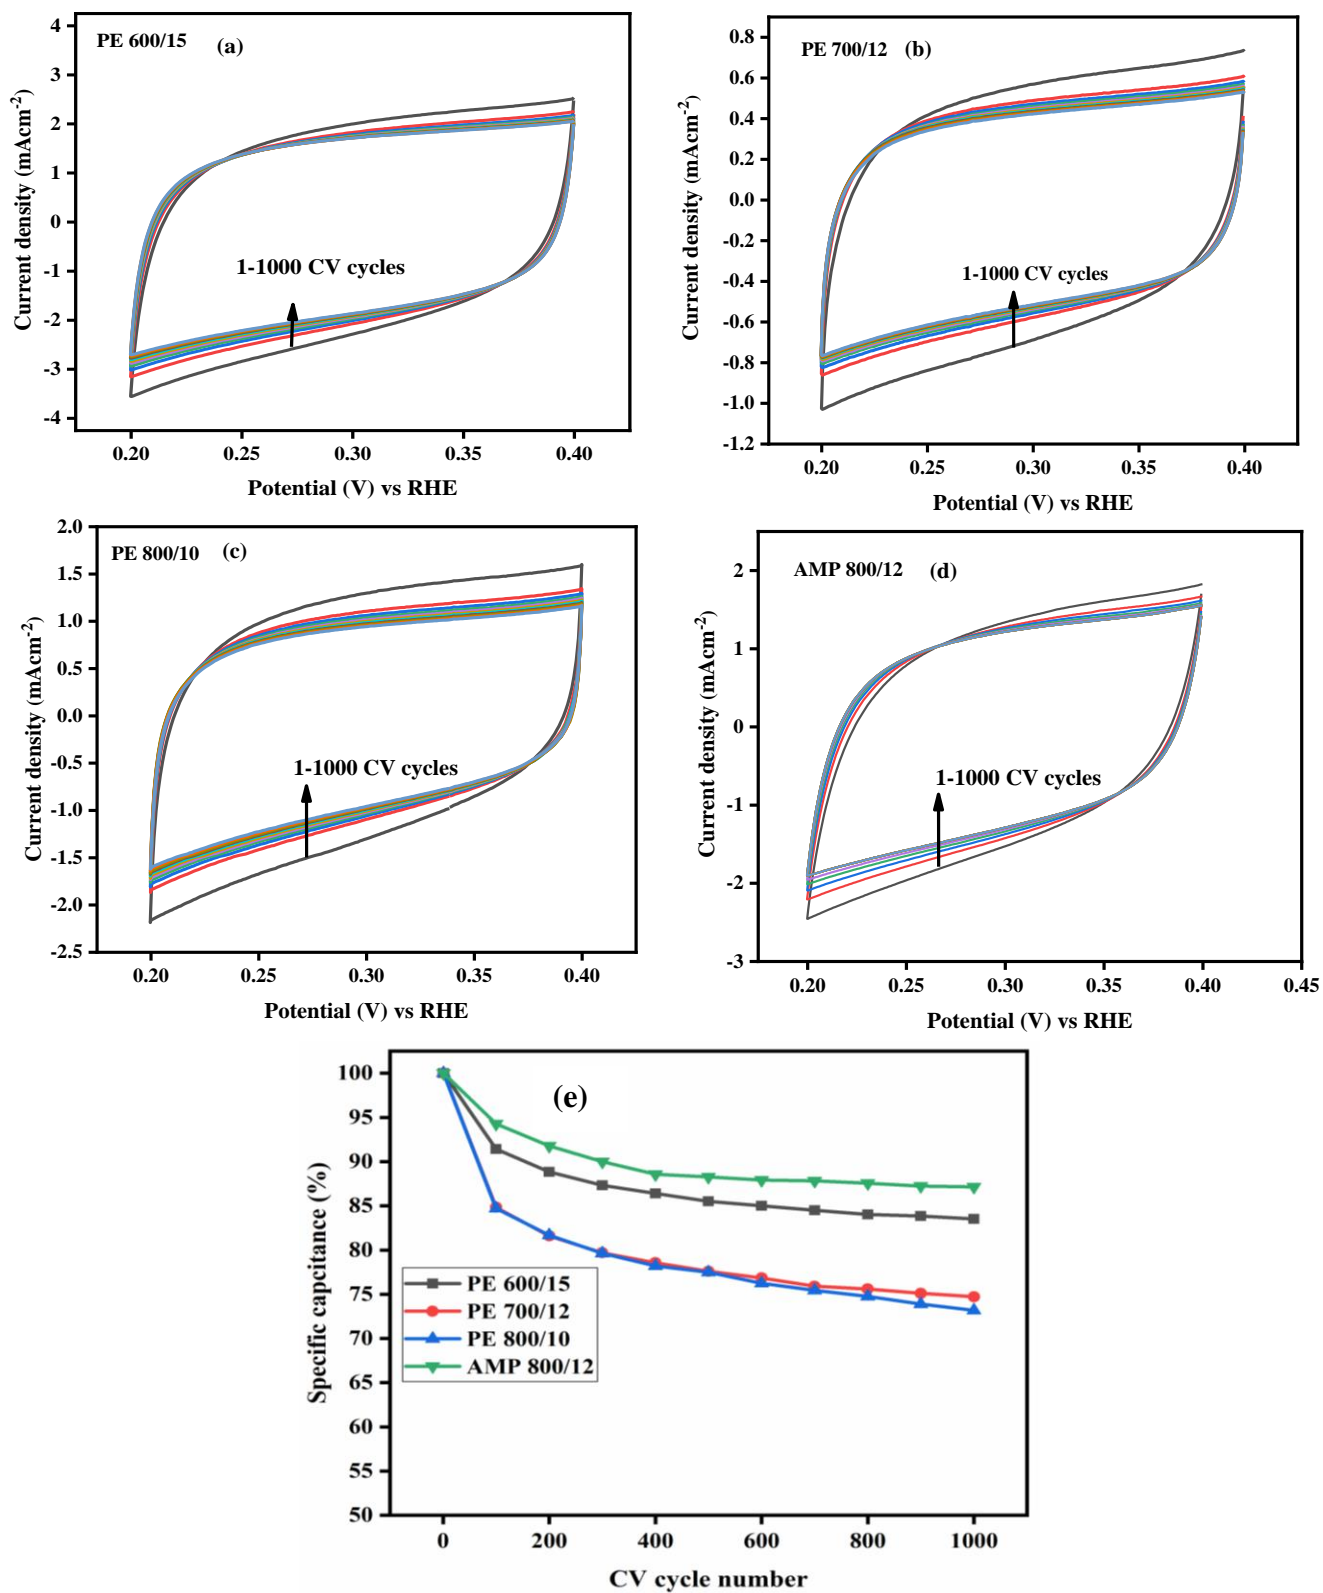 PE 600/15 (a)
4
3
2
1
0
-1
-2
-3
-4
Current density (mAcm-2)
1-1000 CV cycles
0.20 0.25 0.30 0.35 0.40
Potential (V) vs RHE
PE 700/12 (b)
0.8
0.6
0.4
0.2
0.0
-0.2
-0.4
-0.6
-0.8
-1.0
-1.2
Current density (mAcm-2)
1-1000 CV cycles
0.20 0.25 0.30 0.35 0.40
Potential (V) vs RHE
PE 800/10 (c)
2.0
1.5
1.0
0.5
0.0
-0.5
-1.0
-1.5
-2.0
-2.5
Current density (mAcm-2)
1-1000 CV cycles
0.20 0.25 0.30 0.35 0.40
Potential (V) vs RHE
AMP 800/12 (d)
2
1
0
-1
-2
-3
Current density (mAcm-2)
1-1000 CV cycles
0.20 0.25 0.30 0.35 0.40 0.45
Potential (V) vs RHE
(e)
100
95
90
85
80
75
70
65
60
55
50
Specific capcitance (%)
PE 600/15
PE 700/12
PE 800/10
AMP 800/12
0 200 400 600 800 1000
CV cycle number